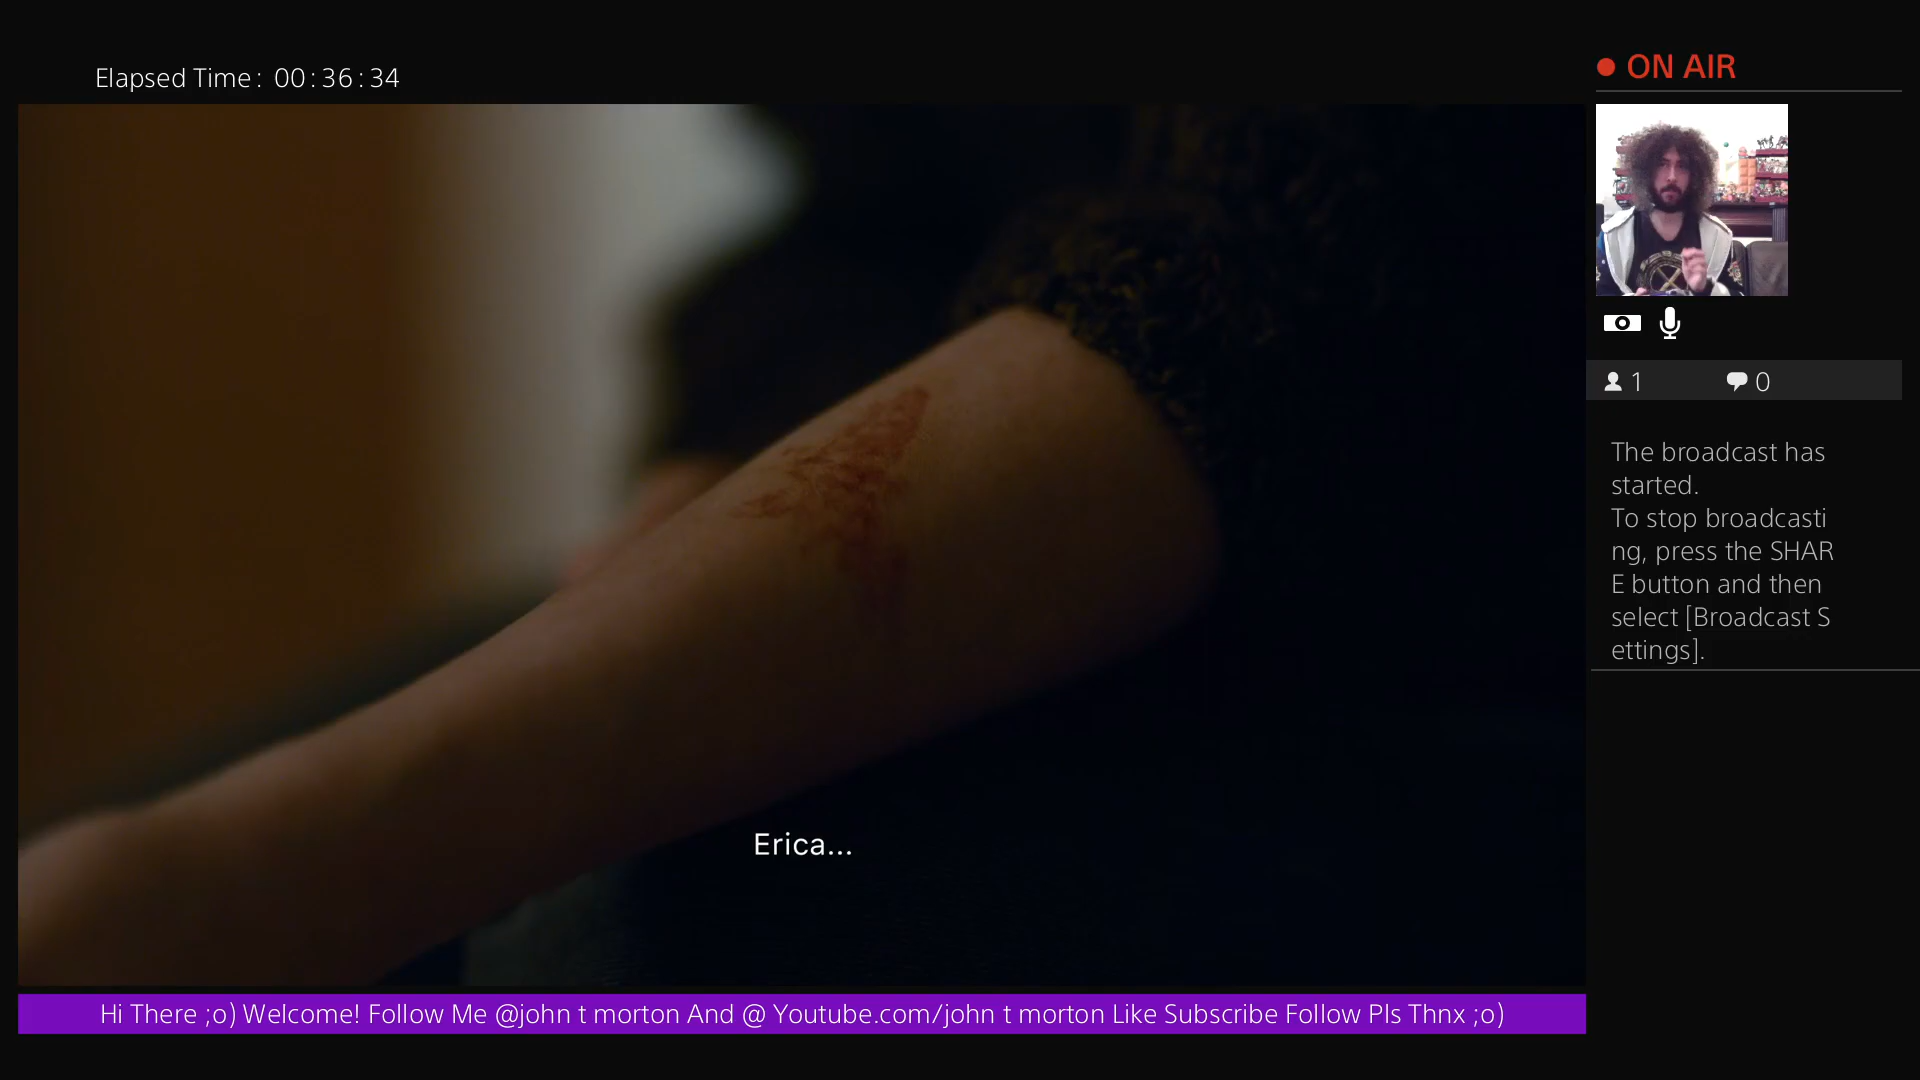 Elapsed Time: 00:36:34
ON AIR
1
0
The broadcast has
started.
To stop broadcasti
ng, press the SHAR
E button and then
select [Broadcast S
ettings].
Erica...
Hi There ;o) Welcome! Follow Me @john t morton And @ Youtube.com/john t morton Like Subscribe Follow Pls Thnx ;o)